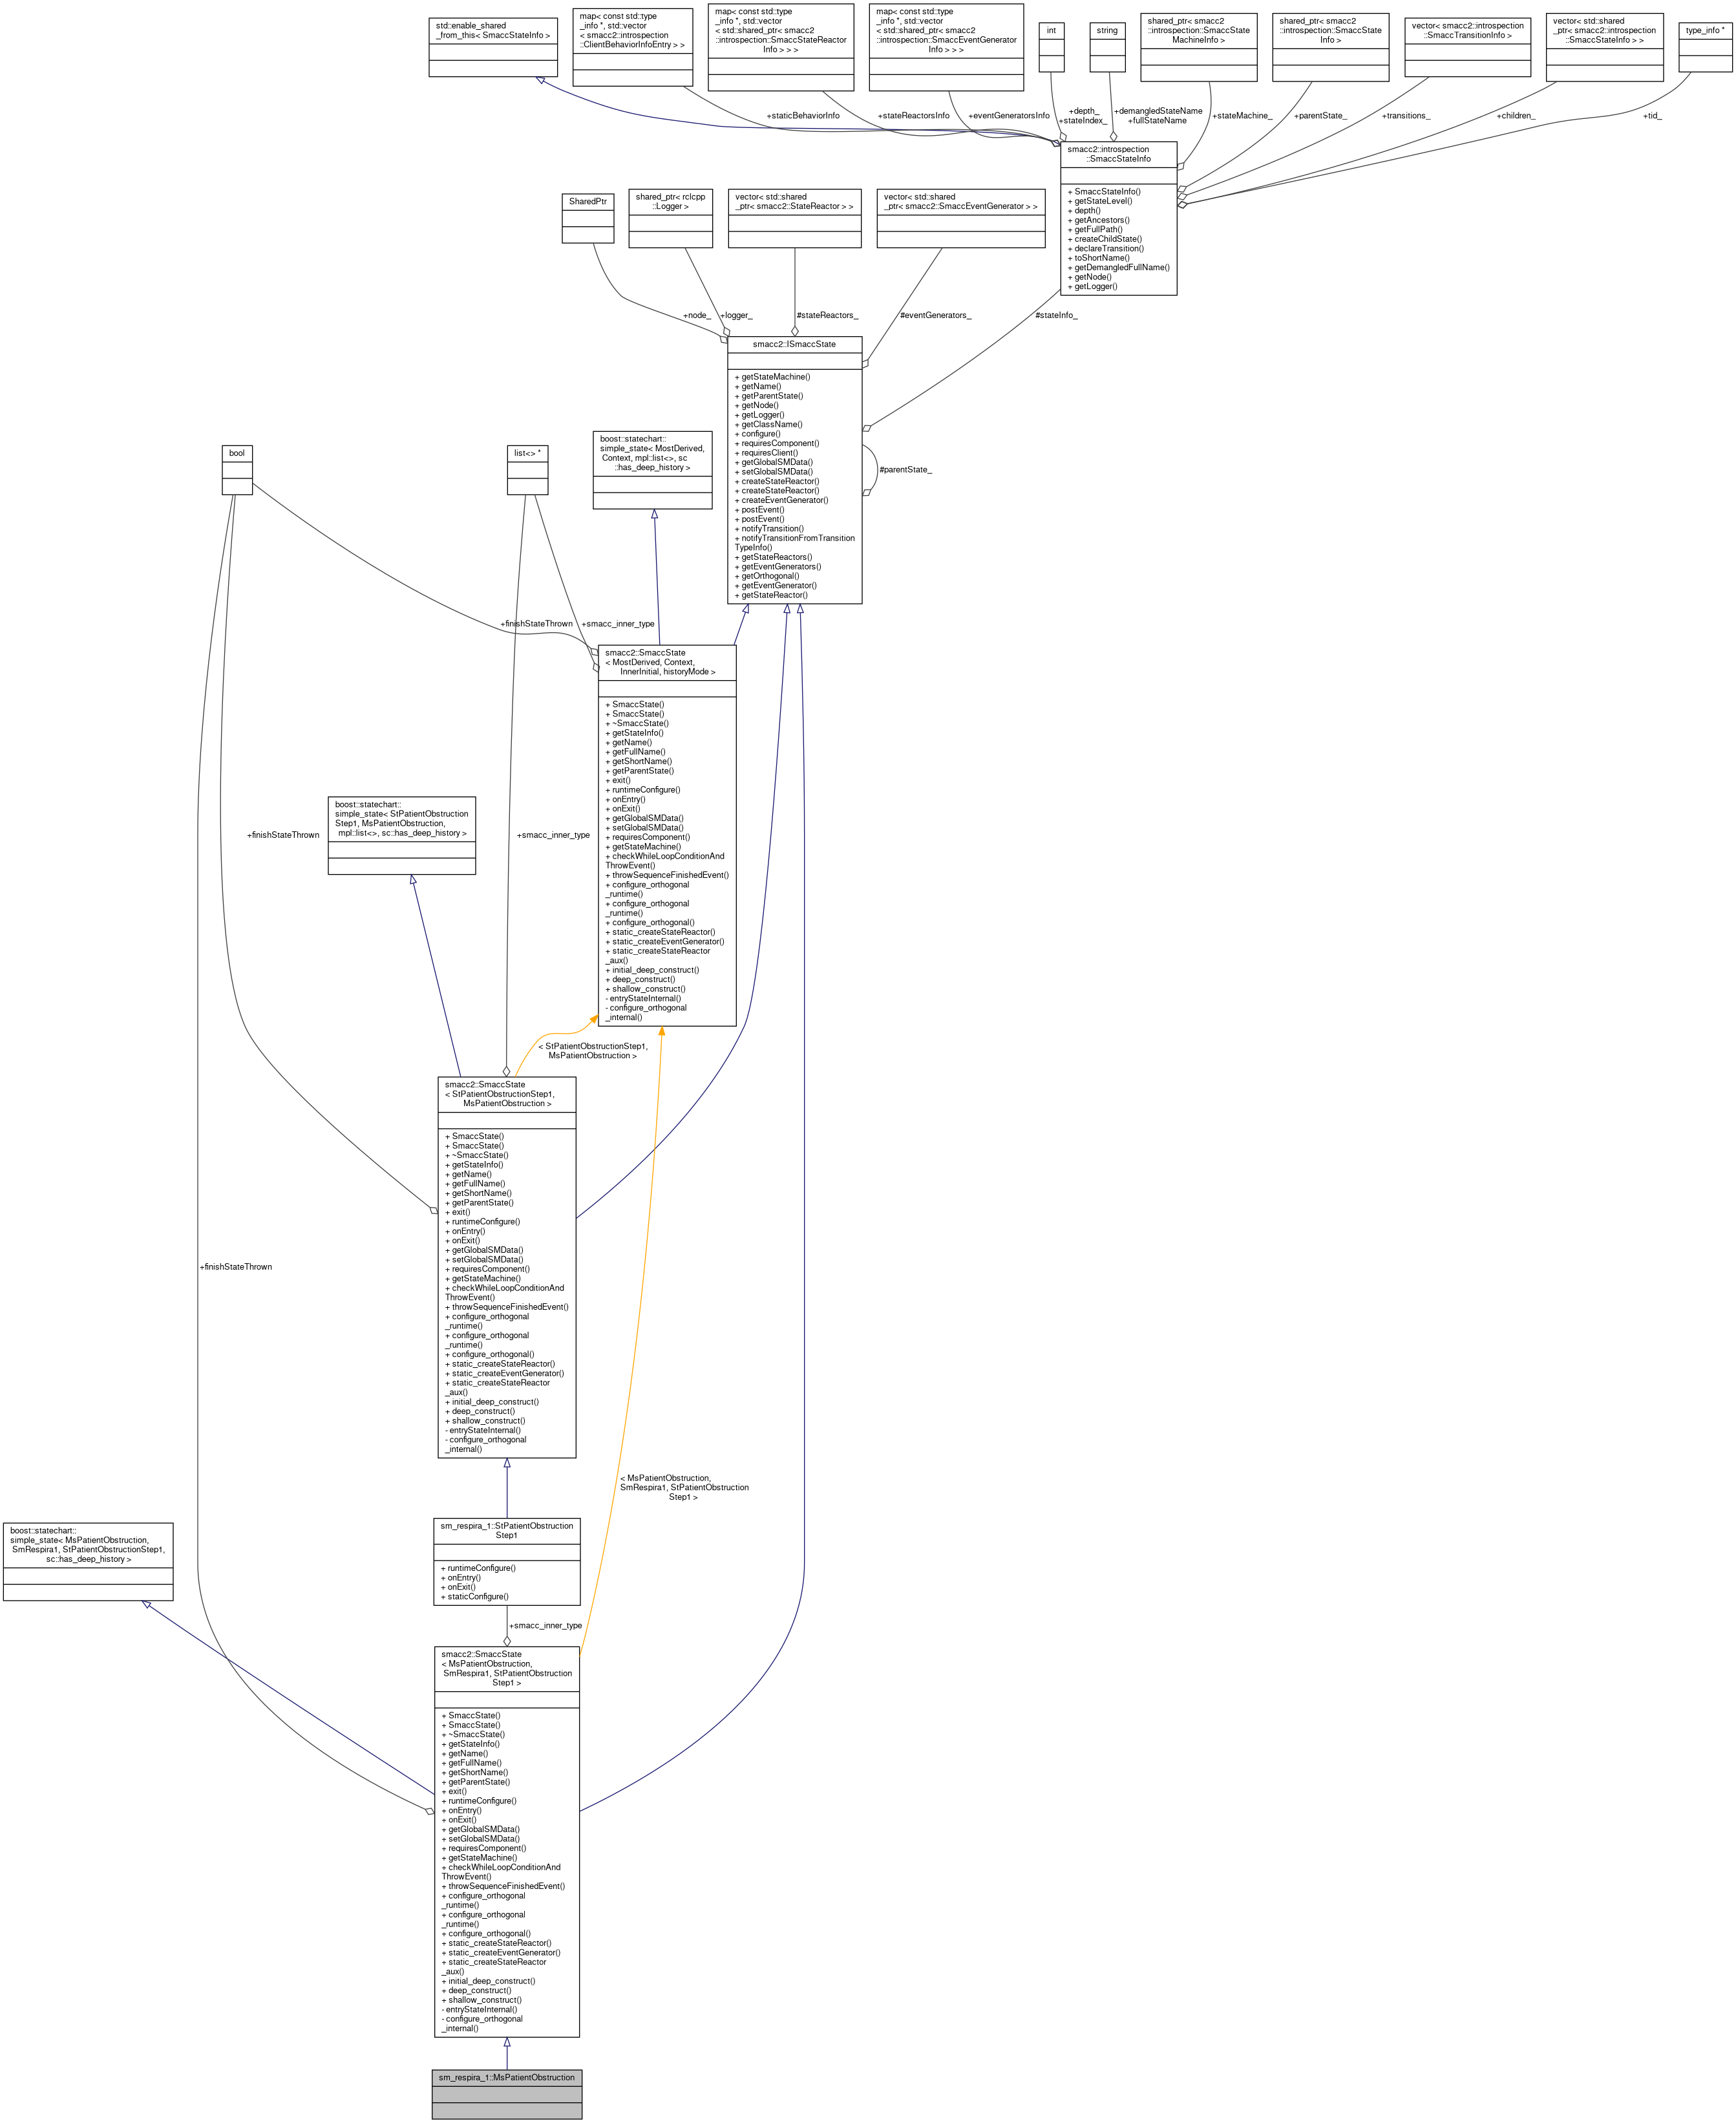 std::enable_shared
_from_this< SmaccStateInfo >
map< const std::type
_info *, std::vector
< smacc2::introspection
::ClientBehaviorInfoEntry > >
map< const std::type
_info *, std::vector
< std::shared_ptr< smacc2
::introspection::SmaccStateReactor
Info > > >
map< const std::type
_info *, std::vector
< std::shared_ptr< smacc2
::introspection::SmaccEventGenerator
Info > > >
int
string
shared_ptr< smacc2
::introspection::SmaccState
MachineInfo >
shared_ptr< smacc2
::introspection::SmaccState
Info >
vector< smacc2::introspection
::SmaccTransitionInfo >
vector< std::shared
_ptr< smacc2::introspection
::SmaccStateInfo > >
type_info *
+staticBehaviorInfo
+stateReactorsInfo
+eventGeneratorsInfo
+depth_
+stateIndex_
+demangledStateName
+fullStateName
+stateMachine_
+parentState_
+transitions_
+children_
+tid_
smacc2::introspection
::SmaccStateInfo
+ SmaccStateInfo()
+ getStateLevel()
+ depth()
+ getAncestors()
+ getFullPath()
+ createChildState()
+ declareTransition()
+ toShortName()
+ getDemangledFullName()
+ getNode()
+ getLogger()
SharedPtr
shared_ptr< rclcpp
::Logger >
vector< std::shared
_ptr< smacc2::StateReactor > >
vector< std::shared
_ptr< smacc2::SmaccEventGenerator > >
+node_
+logger_
#stateReactors_
#eventGenerators_
#stateInfo_
smacc2::ISmaccState
+ getStateMachine()
+ getName()
+ getParentState()
+ getNode()
+ getLogger()
+ getClassName()
+ configure()
+ requiresComponent()
+ requiresClient()
+ getGlobalSMData()
+ setGlobalSMData()
+ createStateReactor()
+ createStateReactor()
+ createEventGenerator()
+ postEvent()
+ postEvent()
+ notifyTransition()
+ notifyTransitionFromTransition
TypeInfo()
+ getStateReactors()
+ getEventGenerators()
+ getOrthogonal()
+ getEventGenerator()
+ getStateReactor()
#parentState_
bool
list<> *
boost::statechart::
simple_state< MostDerived,
Context, mpl::list<>, sc
::has_deep_history >
+finishStateThrown
+smacc_inner_type
smacc2::SmaccState
< MostDerived, Context,
InnerInitial, historyMode >
+ SmaccState()
+ SmaccState()
+ ~SmaccState()
+ getStateInfo()
+ getName()
+ getFullName()
+ getShortName()
+ getParentState()
+ exit()
+ runtimeConfigure()
+ onEntry()
+ onExit()
+ getGlobalSMData()
+ setGlobalSMData()
+ requiresComponent()
+ getStateMachine()
+ checkWhileLoopConditionAnd
ThrowEvent()
+ throwSequenceFinishedEvent()
+ configure_orthogonal
_runtime()
+ configure_orthogonal
_runtime()
+ configure_orthogonal()
+ static_createStateReactor()
+ static_createEventGenerator()
+ static_createStateReactor
_aux()
+ initial_deep_construct()
+ deep_construct()
+ shallow_construct()
- entryStateInternal()
- configure_orthogonal
_internal()
boost::statechart::
simple_state< StPatientObstruction
Step1, MsPatientObstruction,
mpl::list<>, sc::has_deep_history >
+finishStateThrown
+smacc_inner_type
< StPatientObstructionStep1,
MsPatientObstruction >
smacc2::SmaccState
< StPatientObstructionStep1,
MsPatientObstruction >
+ SmaccState()
+ SmaccState()
+ ~SmaccState()
+ getStateInfo()
+ getName()
+ getFullName()
+ getShortName()
+ getParentState()
+ exit()
+ runtimeConfigure()
+ onEntry()
+ onExit()
+ getGlobalSMData()
+ setGlobalSMData()
+ requiresComponent()
+ getStateMachine()
+ checkWhileLoopConditionAnd
ThrowEvent()
+ throwSequenceFinishedEvent()
+ configure_orthogonal
_runtime()
+ configure_orthogonal
_runtime()
+ configure_orthogonal()
+ static_createStateReactor()
+ static_createEventGenerator()
+ static_createStateReactor
_aux()
+ initial_deep_construct()
+ deep_construct()
+ shallow_construct()
- entryStateInternal()
- configure_orthogonal
_internal()
+finishStateThrown
< MsPatientObstruction,
SmRespira1, StPatientObstruction
Step1 >
boost::statechart::
simple_state< MsPatientObstruction,
SmRespira1, StPatientObstructionStep1,
sc::has_deep_history >
sm_respira_1::StPatientObstruction
Step1
+ runtimeConfigure()
+ onEntry()
+ onExit()
+ staticConfigure()
+smacc_inner_type
smacc2::SmaccState
< MsPatientObstruction,
SmRespira1, StPatientObstruction
Step1 >
+ SmaccState()
+ SmaccState()
+ ~SmaccState()
+ getStateInfo()
+ getName()
+ getFullName()
+ getShortName()
+ getParentState()
+ exit()
+ runtimeConfigure()
+ onEntry()
+ onExit()
+ getGlobalSMData()
+ setGlobalSMData()
+ requiresComponent()
+ getStateMachine()
+ checkWhileLoopConditionAnd
ThrowEvent()
+ throwSequenceFinishedEvent()
+ configure_orthogonal
_runtime()
+ configure_orthogonal
_runtime()
+ configure_orthogonal()
+ static_createStateReactor()
+ static_createEventGenerator()
+ static_createStateReactor
_aux()
+ initial_deep_construct()
+ deep_construct()
+ shallow_construct()
- entryStateInternal()
- configure_orthogonal
_internal()
sm_respira_1::MsPatientObstruction